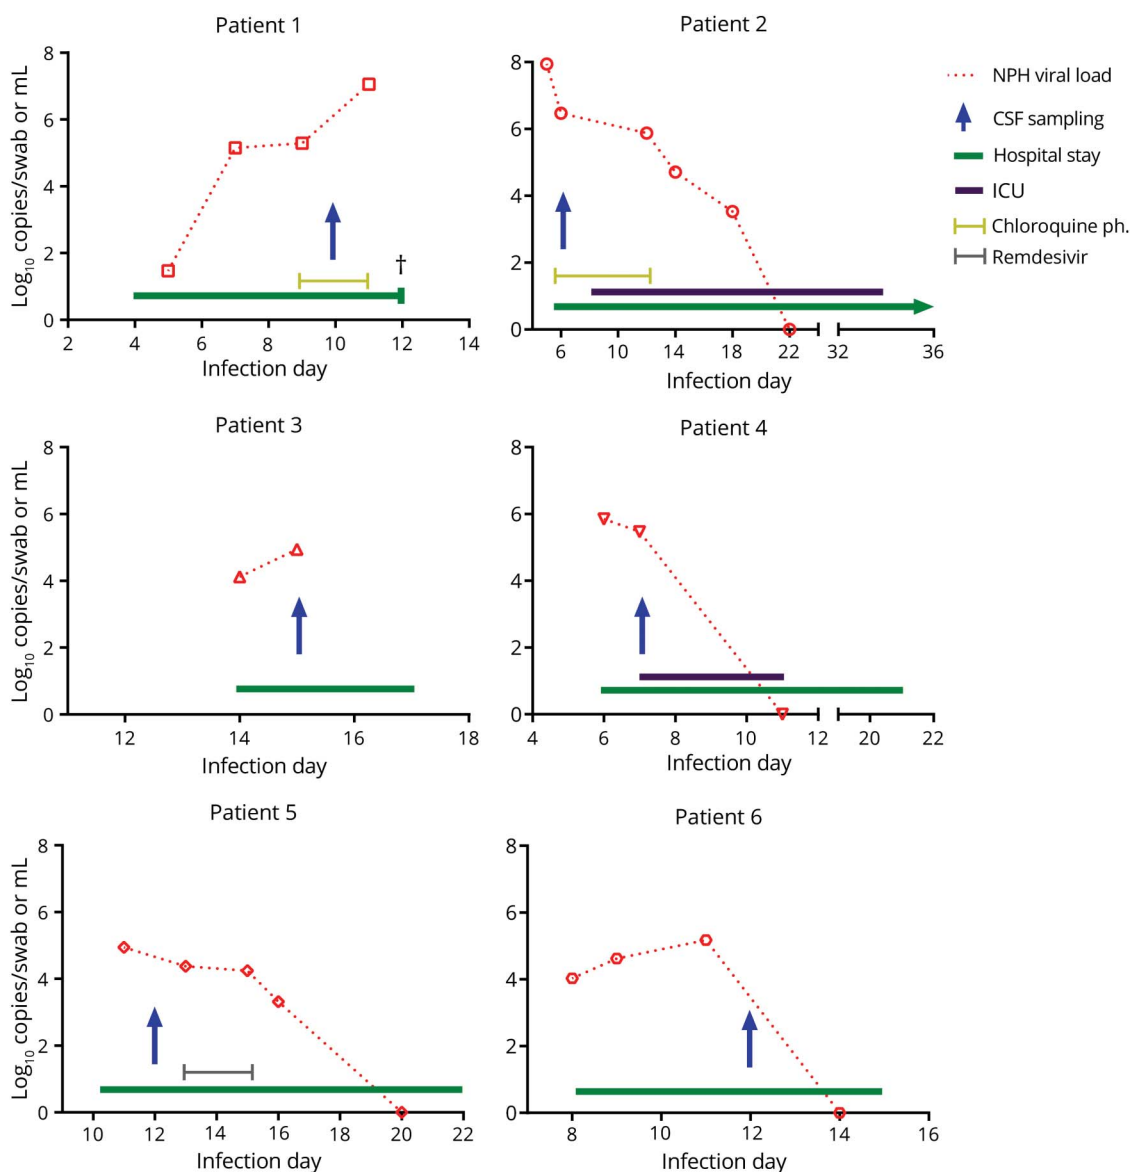 Patient 1
8
6
4
2
0
Log10 copies/swab or mL
†
2 4 6 8 10 12 14
Infection day
Patient 2
8
6
4
2
0
6 10 14 18 22 32 36
Infection day
NPH viral load
CSF sampling
Hospital stay
ICU
Chloroquine ph.
Remdesivir
Patient 3
8
6
4
2
0
Log10 copies/swab or mL
12 14 16 18
Infection day
Patient 4
8
6
4
2
0
4 6 8 10 12 20 22
Infection day
Patient 5
8
6
4
2
0
Log10 copies/swab or mL
10 12 14 16 18 20 22
Infection day
Patient 6
8
6
4
2
0
8 10 12 14 16
Infection day